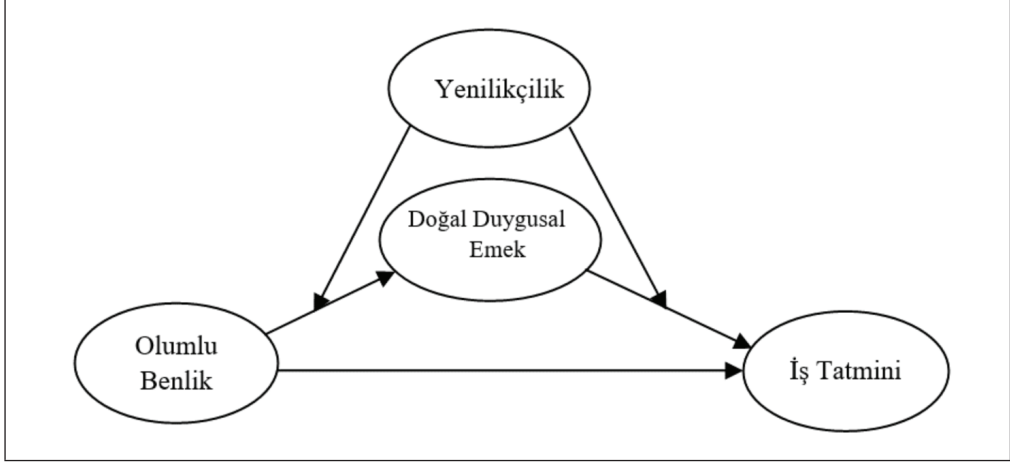 Yenilikçilik
Doğal Duygusal
Emek
Olumlu
Benlik
İş Tatmini